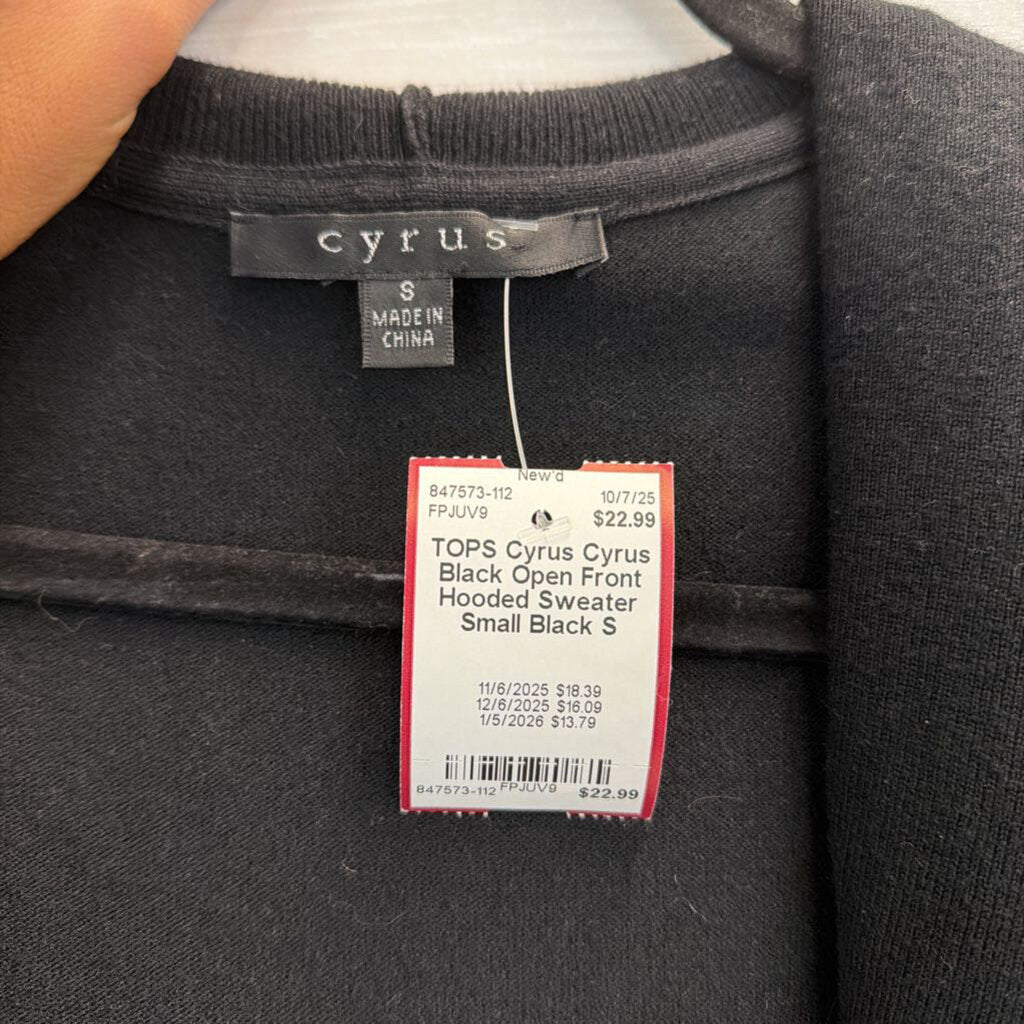 cyrus
S
MADE IN
CHINA
New'd
847573-112 10/7/25
FPJUV9 $22.99
TOPS Cyrus Cyrus
Black Open Front
Hooded Sweater
Small Black S
11/6/2025 $18.39
12/6/2025 $16.09
1/5/2026 $13.79
847573-112 FPJUV9 $22.99